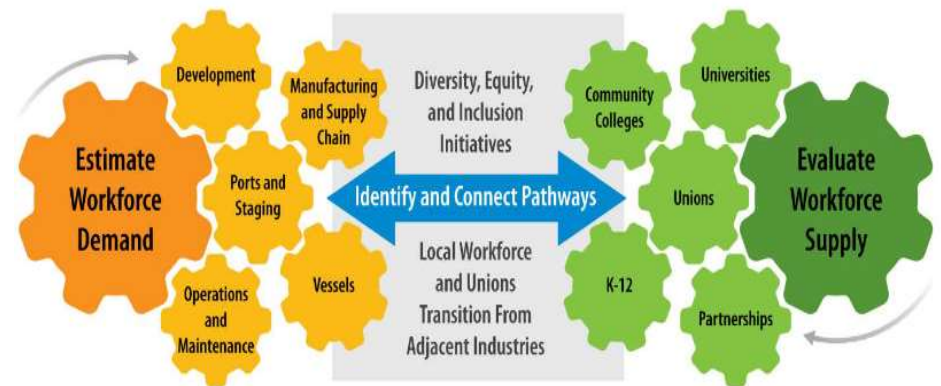 Estimate
Workforce
Demand
Development
Manufacturing
and Supply
Chain
Ports and
Staging
Operations
and
Maintenance
Vessels
Diversity, Equity,
and Inclusion
Initiatives
Identify and Connect Pathways
Local Workforce
and Unions
Transition From
Adjacent Industries
Community
Colleges
Universities
Unions
K-12
Partnerships
Evaluate
Workforce
Supply